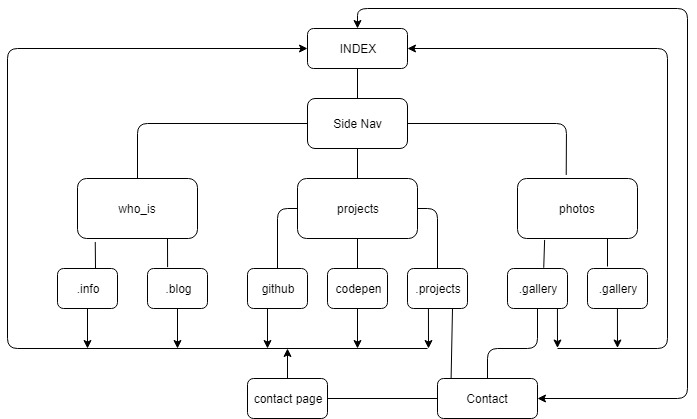 INDEX
Side Nav
who_is
projects
photos
.info
.blog
github
codepen
.projects
.gallery
.gallery
contact page
Contact